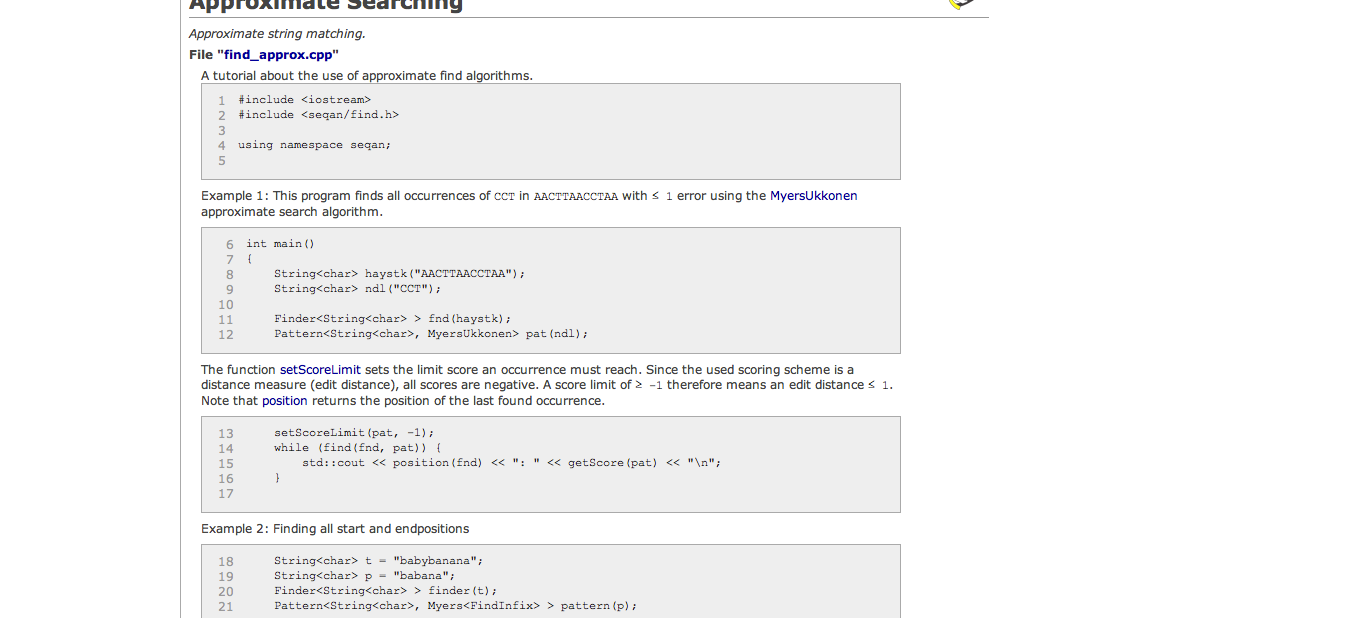 Approximate Searching
Approximate string matching.
File "find_approx.cpp"
A tutorial about the use of approximate find algorithms.
1 #include <iostream>
2 #include <seqan/find.h>
3
4 using namespace seqan;
5
Example 1: This program finds all occurrences of CCT in AACTTAACCTAA with ≤ 1 error using the MyersUkkonen
approximate search algorithm.
6 int main()
7 {
8 String<char> haystk("AACTTAACCTAA");
9 String<char> ndl("CCT");
10
11 Finder<String<char> > fnd(haystk);
12 Pattern<String<char>, MyersUkkonen> pat(ndl);
The function setScoreLimit sets the limit score an occurrence must reach. Since the used scoring scheme is a
distance measure (edit distance), all scores are negative. A score limit of ≥ -1 therefore means an edit distance ≤ 1.
Note that position returns the position of the last found occurrence.
13 setScoreLimit(pat, -1);
14 while (find(fnd, pat)) {
15 std::cout << position(fnd) << ": " << getScore(pat) << "\n";
16 }
17
Example 2: Finding all start and endpositions
18 String<char> t = "babybanana";
19 String<char> p = "babana";
20 Finder<String<char> > finder(t);
21 Pattern<String<char>, Myers<FindInfix> > pattern(p);